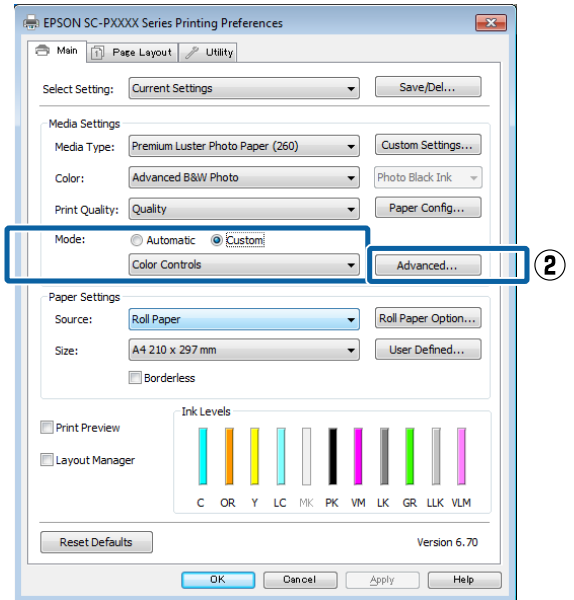 EPSON SC-PXXXX Series Printing Preferences
Main Page Layout Utility
Select Setting: Current Settings Save/Del...
Media Settings
Media Type: Premium Luster Photo Paper (260) Custom Settings...
Color: Advanced B&W Photo Photo Black Ink
Print Quality: Quality Paper Config...
Mode: Automatic Custom
Color Controls Advanced... ②
Paper Settings
Source: Roll Paper Roll Paper Option...
Size: A4 210 x 297 mm User Defined...
Borderless
Ink Levels
Print Preview
Layout Manager
C OR Y LC MK PK VM LK GR LLK VLM
Reset Defaults Version 6.70
OK Cancel Apply Help